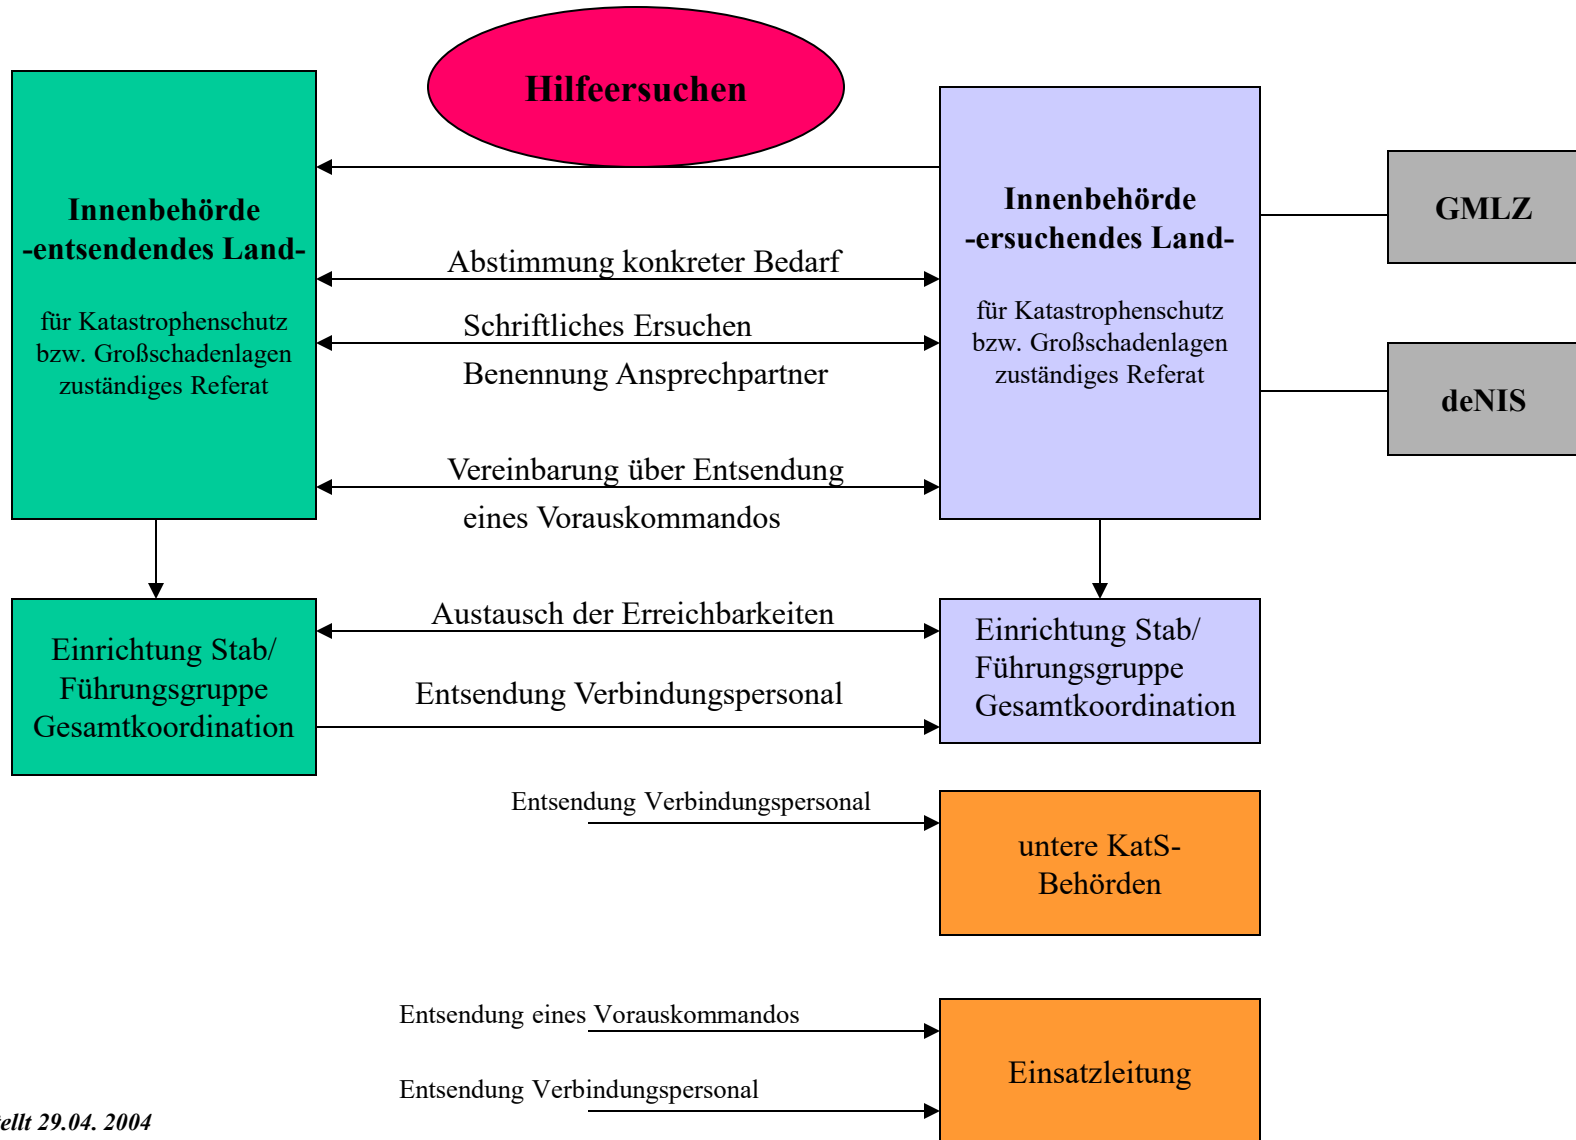 Hilfeersuchen
Innenbehörde
-entsendendes Land-
für Katastrophenschutz
bzw. Großschadenlagen
zuständiges Referat
Innenbehörde
-ersuchendes Land-
für Katastrophenschutz
bzw. Großschadenlagen
zuständiges Referat
GMLZ
deNIS
Abstimmung konkreter Bedarf
Schriftliches Ersuchen
Benennung Ansprechpartner
Vereinbarung über Entsendung
eines Vorauskommandos
Austausch der Erreichbarkeiten
Entsendung Verbindungspersonal
Einrichtung Stab/
Führungsgruppe
Gesamtkoordination
Einrichtung Stab/
Führungsgruppe
Gesamtkoordination
Entsendung Verbindungspersonal
untere KatS-
Behörden
Entsendung eines Vorauskommandos
Entsendung Verbindungspersonal
Einsatzleitung
29.04. 2004